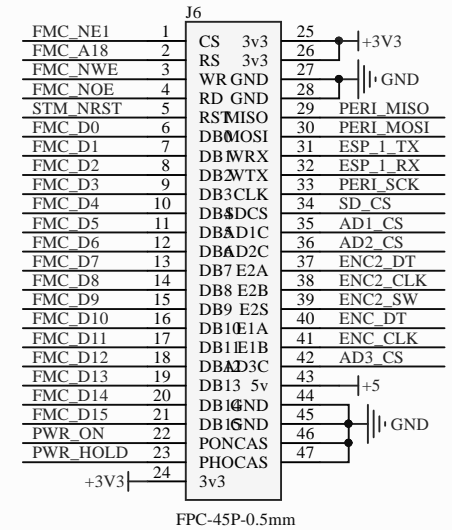 J6
FMC_NE1 1 CS 3v3 25
FMC_A18 2 RS 3v3 26 +3V3
FMC_NWE 3 WR GND 27
FMC_NOE 4 RD GND 28 GND
STM_NRST 5 RST MISO 29 PERI_MISO
FMC_D0 6 DB0 MOSI 30 PERI_MOSI
FMC_D1 7 DB1 WRX 31 ESP_1_TX
FMC_D2 8 DB2 WTX 32 ESP_1_RX
FMC_D3 9 DB3 CLK 33 PERI_SCK
FMC_D4 10 DB4 SDCS 34 SD_CS
FMC_D5 11 DB5 AD1C 35 AD1_CS
FMC_D6 12 DB6 AD2C 36 AD2_CS
FMC_D7 13 DB7 E2A 37 ENC2_DT
FMC_D8 14 DB8 E2B 38 ENC2_CLK
FMC_D9 15 DB9 E2S 39 ENC2_SW
FMC_D10 16 DB10 E1A 40 ENC_DT
FMC_D11 17 DB11 E1B 41 ENC_CLK
FMC_D12 18 DB12 AD3C 42 AD3_CS
FMC_D13 19 DB13 5v 43 +5
FMC_D14 20 DB14 GND 44
FMC_D15 21 DB15 GND 45 GND
PWR_ON 22 PON CAS 46
PWR_HOLD 23 PHO CAS 47
+3V3 24 3v3
FPC-45P-0.5mm